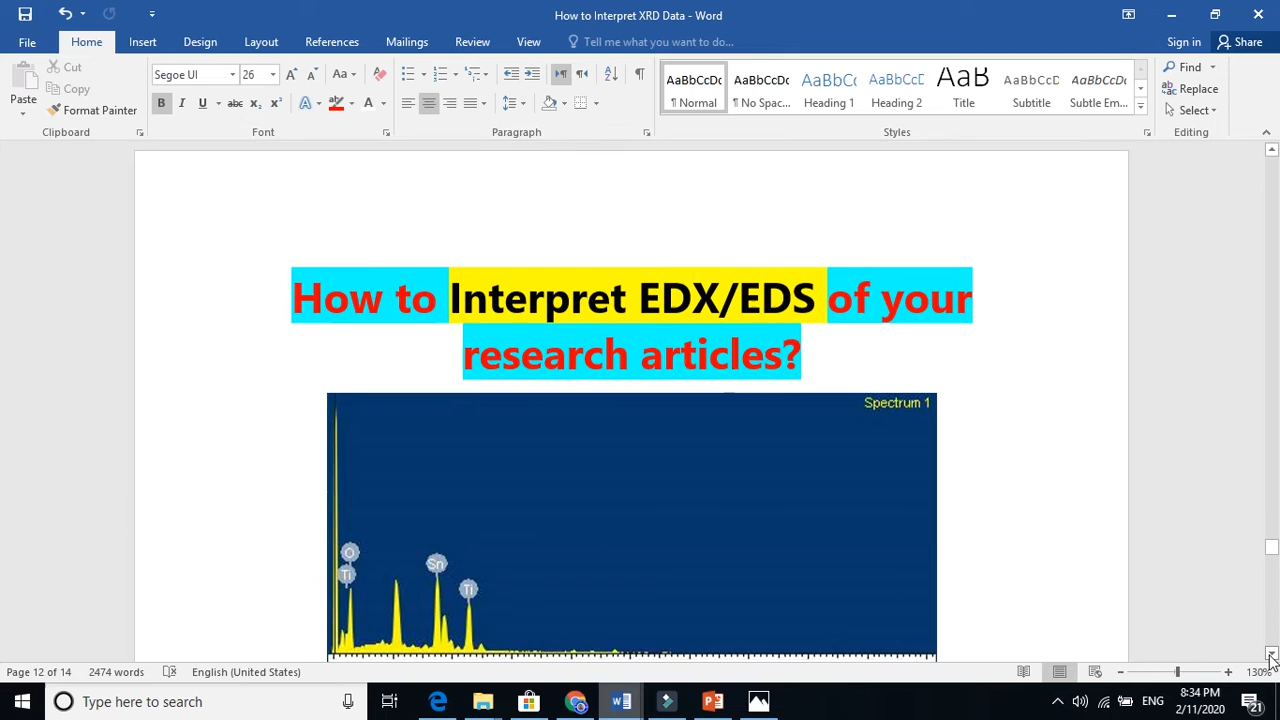 How to Interpret XRD Data - Word
File
Home
Insert
Design
Layout
References
Mailings
Review
View
Tell me what you want to do...
Sign in
Share
Paste
Cut
Copy
Format Painter
Segoe UI
26
AaBbCcDc
¶ Normal
AaBbCcDc
¶ No Spac...
AaBbCc
Heading 1
AaBbCcD
Heading 2
AaB
Title
AaBbCcD
Subtitle
AaBbCcD
Subtle Em...
Find
Replace
Select
Clipboard
Font
Paragraph
Styles
Editing
How to Interpret EDX/EDS of your
research articles?
Spectrum 1
O
Ti
Sn
Ti
Page 12 of 14
2474 words
English (United States)
130%
Type here to search
ENG
8:34 PM
2/11/2020
21